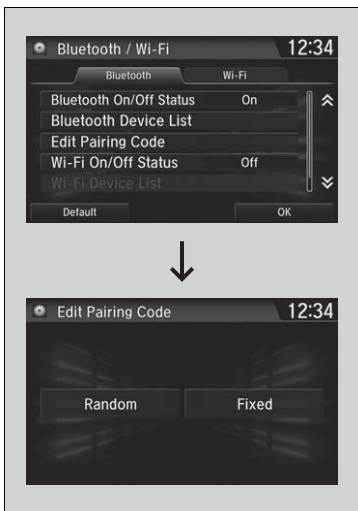 Bluetooth / Wi-Fi 12:34
Bluetooth Wi-Fi
Bluetooth On/Off Status On
Bluetooth Device List
Edit Pairing Code
Wi-Fi On/Off Status Off
Wi-Fi Device List
Default OK
Edit Pairing Code 12:34
Random Fixed